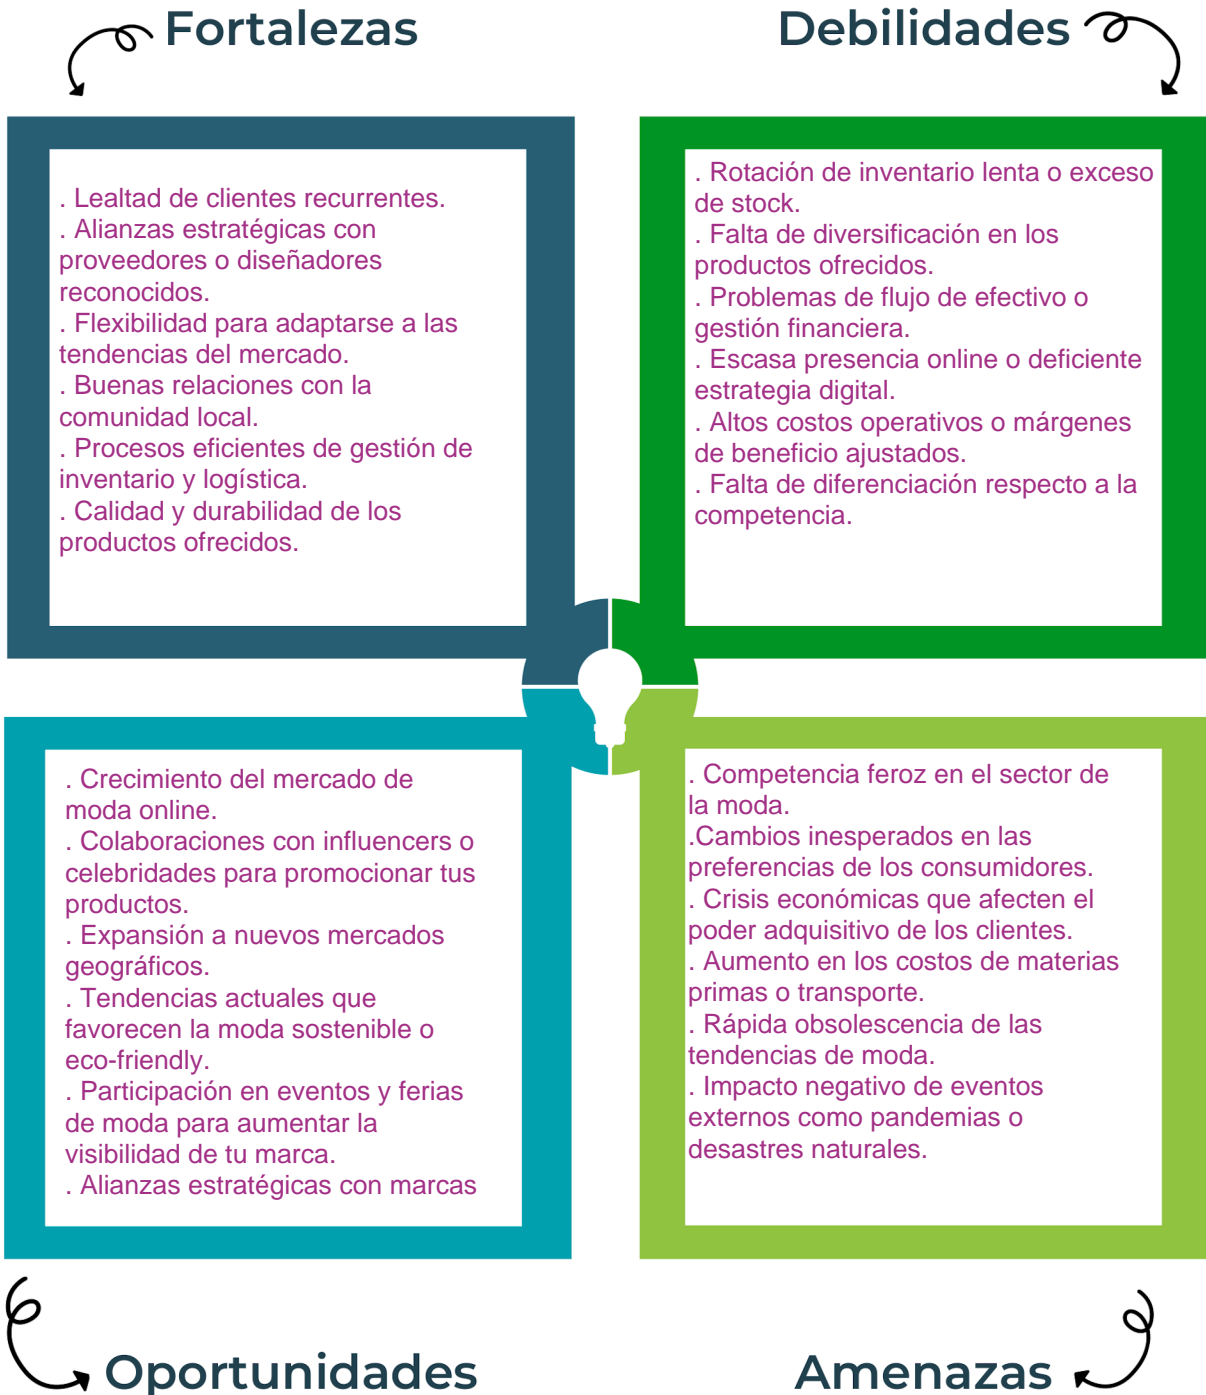 Fortalezas
. Lealtad de clientes recurrentes.
. Alianzas estratégicas con
proveedores o diseñadores
reconocidos.
. Flexibilidad para adaptarse a las
tendencias del mercado.
. Buenas relaciones con la
comunidad local.
. Procesos eficientes de gestión de
inventario y logística.
. Calidad y durabilidad de los
productos ofrecidos.
Debilidades
. Rotación de inventario lenta o exceso
de stock.
. Falta de diversificación en los
productos ofrecidos.
. Problemas de flujo de efectivo o
gestión financiera.
. Escasa presencia online o deficiente
estrategia digital.
. Altos costos operativos o márgenes
de beneficio ajustados.
. Falta de diferenciación respecto a la
competencia.
. Crecimiento del mercado de
moda online.
. Colaboraciones con influencers o
celebridades para promocionar tus
productos.
. Expansión a nuevos mercados
geográficos.
. Tendencias actuales que
favorecen la moda sostenible o
eco-friendly.
. Participación en eventos y ferias
de moda para aumentar la
visibilidad de tu marca.
. Alianzas estratégicas con marcas
Oportunidades
. Competencia feroz en el sector de
la moda.
.Cambios inesperados en las
preferencias de los consumidores.
. Crisis económicas que afecten el
poder adquisitivo de los clientes.
. Aumento en los costos de materias
primas o transporte.
. Rápida obsolescencia de las
tendencias de moda.
. Impacto negativo de eventos
externos como pandemias o
desastres naturales.
Amenazas